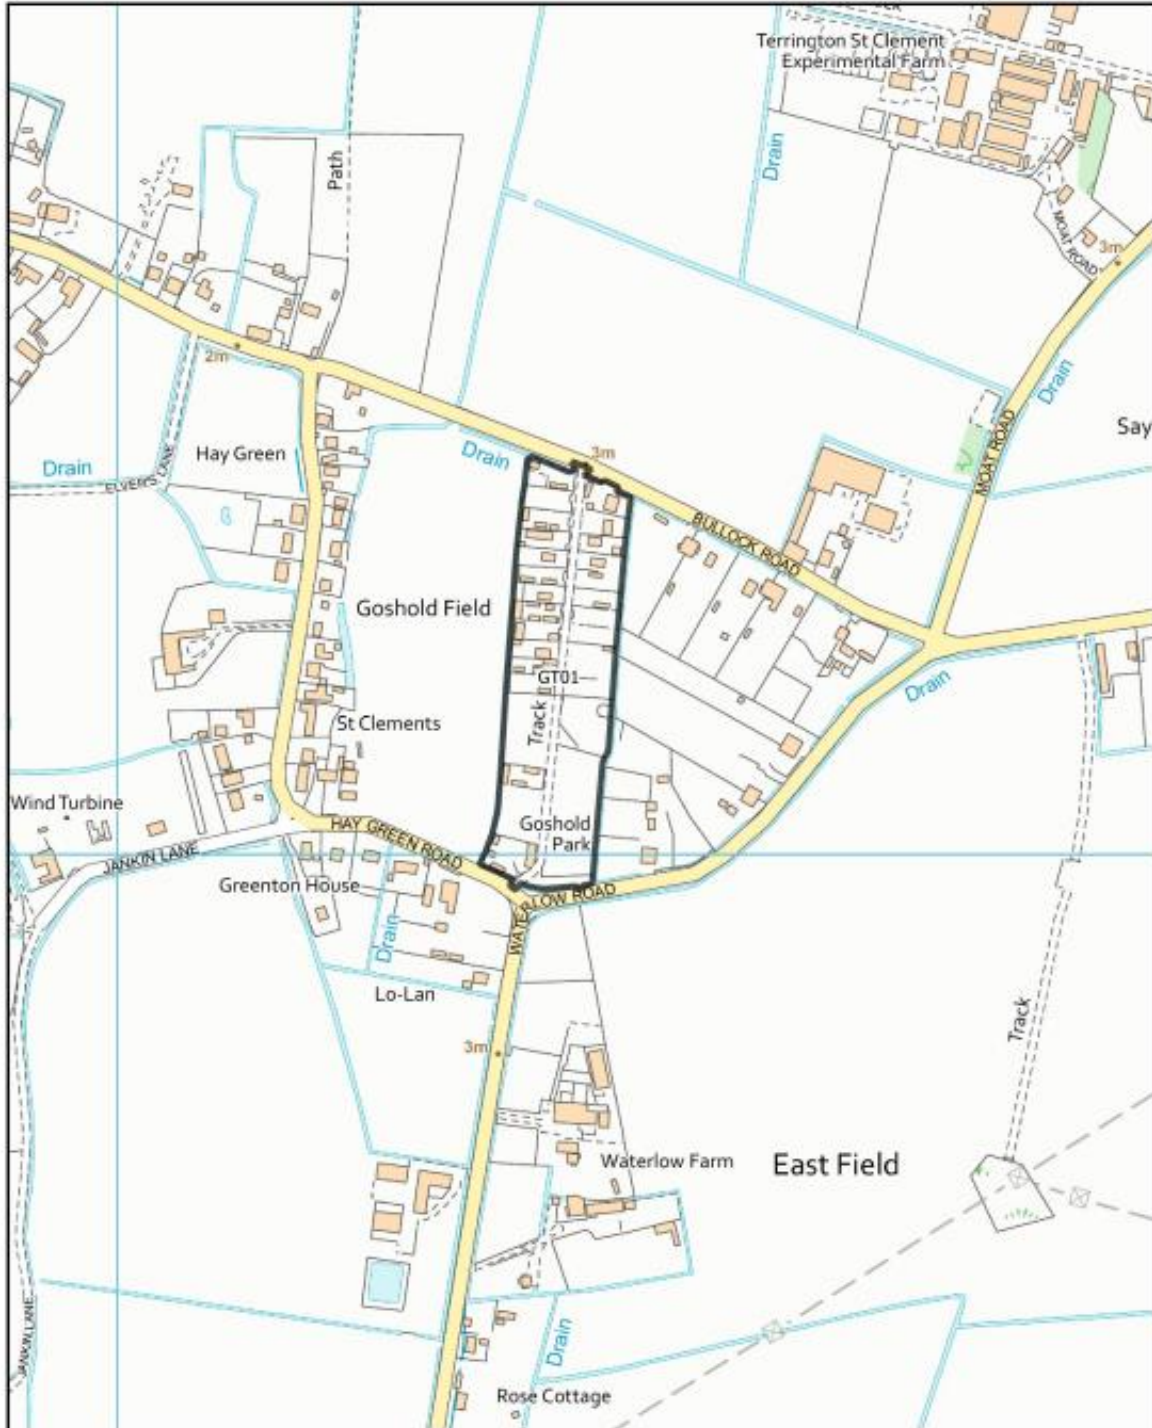 Terrington St Clement
Experimental Farm
Drain
Path
MOAT ROAD
3m
2m
Drain
Say
Hay Green
Drain
3m
Drain
ELVERS LANE
MOAT ROAD
BULLOCK ROAD
Goshold Field
GT01
Drain
St Clements
Track
Wind Turbine
Goshold
Park
HAY GREEN ROAD
JANKIN LANE
Greenton House
WATERLOW ROAD
Drain
Lo-Lan
Track
3m
Waterlow Farm
East Field
JANKIN LANE
Drain
Rose Cottage